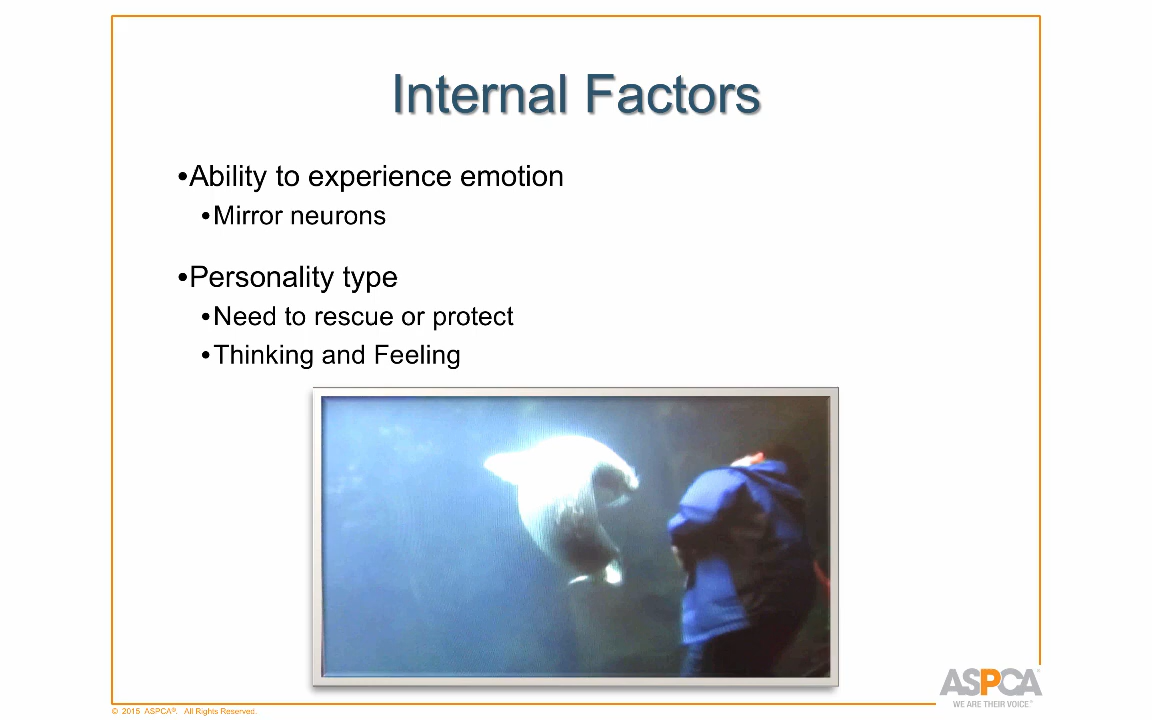 Internal Factors
•Ability to experience emotion
•Mirror neurons
•Personality type
•Need to rescue or protect
•Thinking and Feeling
ASPCA®
WE ARE THEIR VOICE.®
© 2015 ASPCA®. All Rights Reserved.